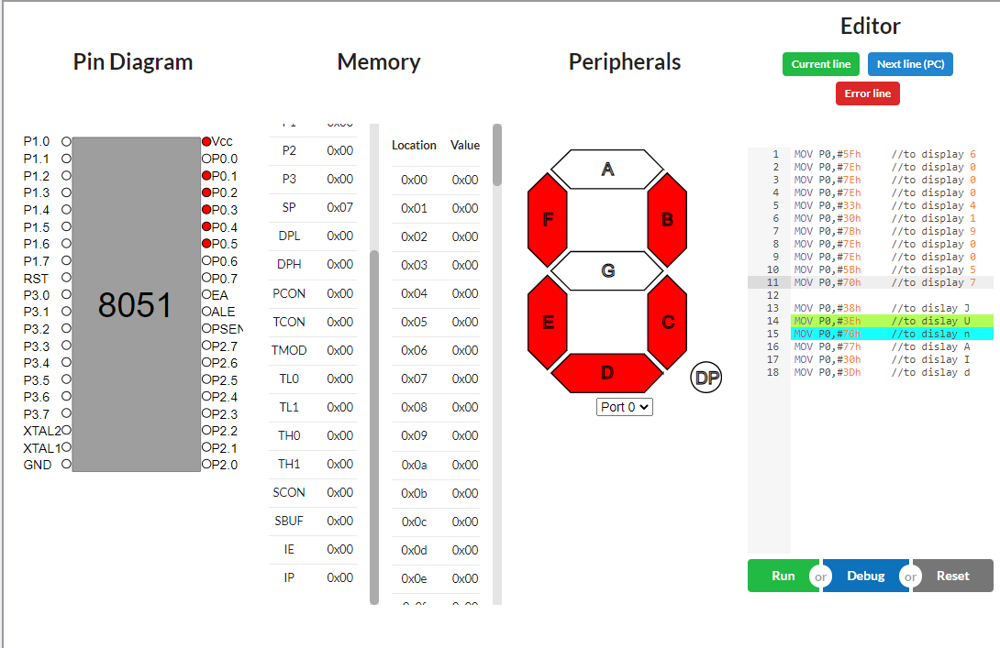 Editor
Pin Diagram
Memory
Peripherals
Current line
Next line (PC)
Error line
P1.0
P1.1
P1.2
P1.3
P1.4
P1.5
P1.6
P1.7
RST
P3.0
P3.1
P3.2
P3.3
P3.4
P3.5
P3.6
P3.7
XTAL2
XTAL1
GND
8051
Vcc
P0.0
P0.1
P0.2
P0.3
P0.4
P0.5
P0.6
P0.7
EA
ALE
PSEN
P2.7
P2.6
P2.5
P2.4
P2.3
P2.2
P2.1
P2.0
P1 0x00
P2 0x00
P3 0x00
SP 0x07
DPL 0x00
DPH 0x00
PCON 0x00
TCON 0x00
TMOD 0x00
TL0 0x00
TL1 0x00
TH0 0x00
TH1 0x00
SCON 0x00
SBUF 0x00
IE 0x00
IP 0x00
Location Value
0x00 0x00
0x01 0x00
0x02 0x00
0x03 0x00
0x04 0x00
0x05 0x00
0x06 0x00
0x07 0x00
0x08 0x00
0x09 0x00
0x0a 0x00
0x0b 0x00
0x0c 0x00
0x0d 0x00
0x0e 0x00
0x0f 0x00
A
F
B
G
E
C
D
DP
Port 0
1 MOV P0,#5Fh //to display 6
2 MOV P0,#7Eh //to display 0
3 MOV P0,#7Eh //to display 0
4 MOV P0,#7Eh //to display 0
5 MOV P0,#33h //to display 4
6 MOV P0,#30h //to display 1
7 MOV P0,#7Bh //to display 9
8 MOV P0,#7Eh //to display 0
9 MOV P0,#7Eh //to display 0
10 MOV P0,#5Bh //to display 5
11 MOV P0,#70h //to display 7
12
13 MOV P0,#38h //to dislay J
14 MOV P0,#3Eh //to dislay U
15 MOV P0,#76h //to dislay n
16 MOV P0,#77h //to dislay A
17 MOV P0,#30h //to dislay I
18 MOV P0,#3Dh //to dislay d
Run or Debug or Reset